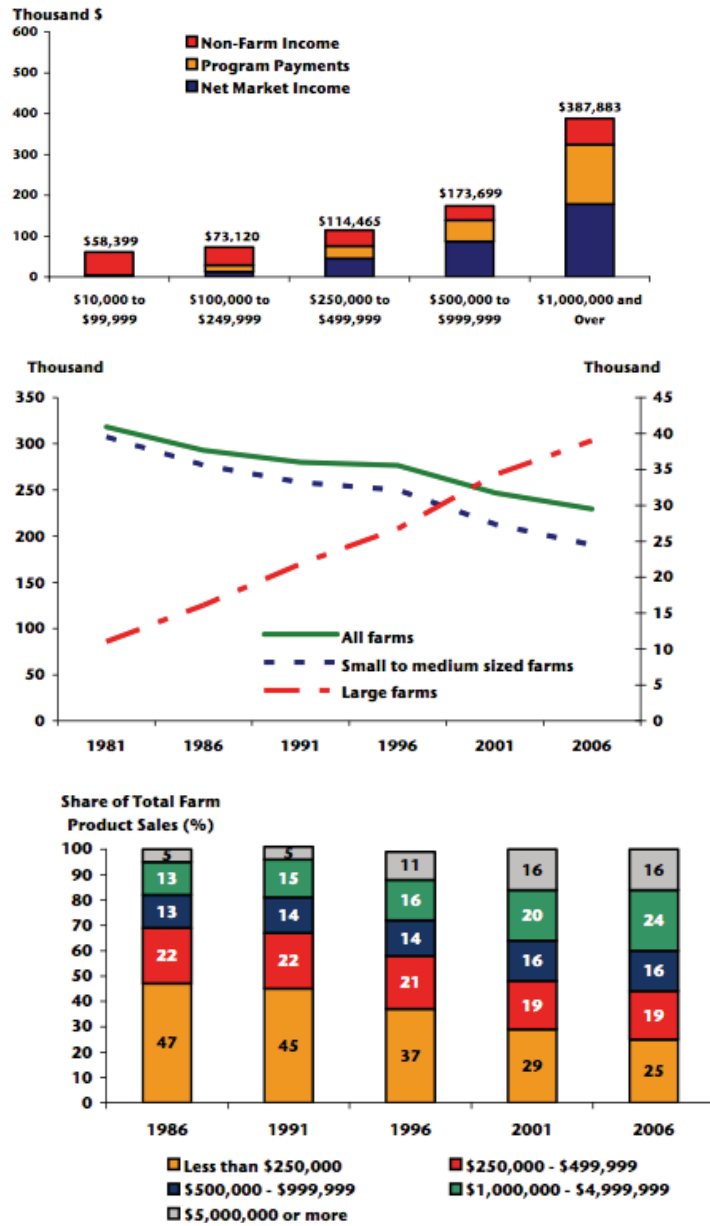 Thousand $
600
500
400
300
200
100
0
Non-Farm Income
Program Payments
Net Market Income
$58,399
$73,120
$114,465
$173,699
$387,883
$10,000 to $99,999
$100,000 to $249,999
$250,000 to $499,999
$500,000 to $999,999
$1,000,000 and Over
Thousand
Thousand
350
300
250
200
150
100
50
0
45
40
35
30
25
20
15
10
5
0
All farms
Small to medium sized farms
Large farms
1981 1986 1991 1996 2001 2006
Share of Total Farm
Product Sales (%)
100
90
80
70
60
50
40
30
20
10
0
5 5 11 16 16
13 15 16 20 24
13 14 14 16 16
22 22 21 19 19
47 45 37 29 25
1986 1991 1996 2001 2006
Less than $250,000
$250,000 - $499,999
$500,000 - $999,999
$1,000,000 - $4,999,999
$5,000,000 or more